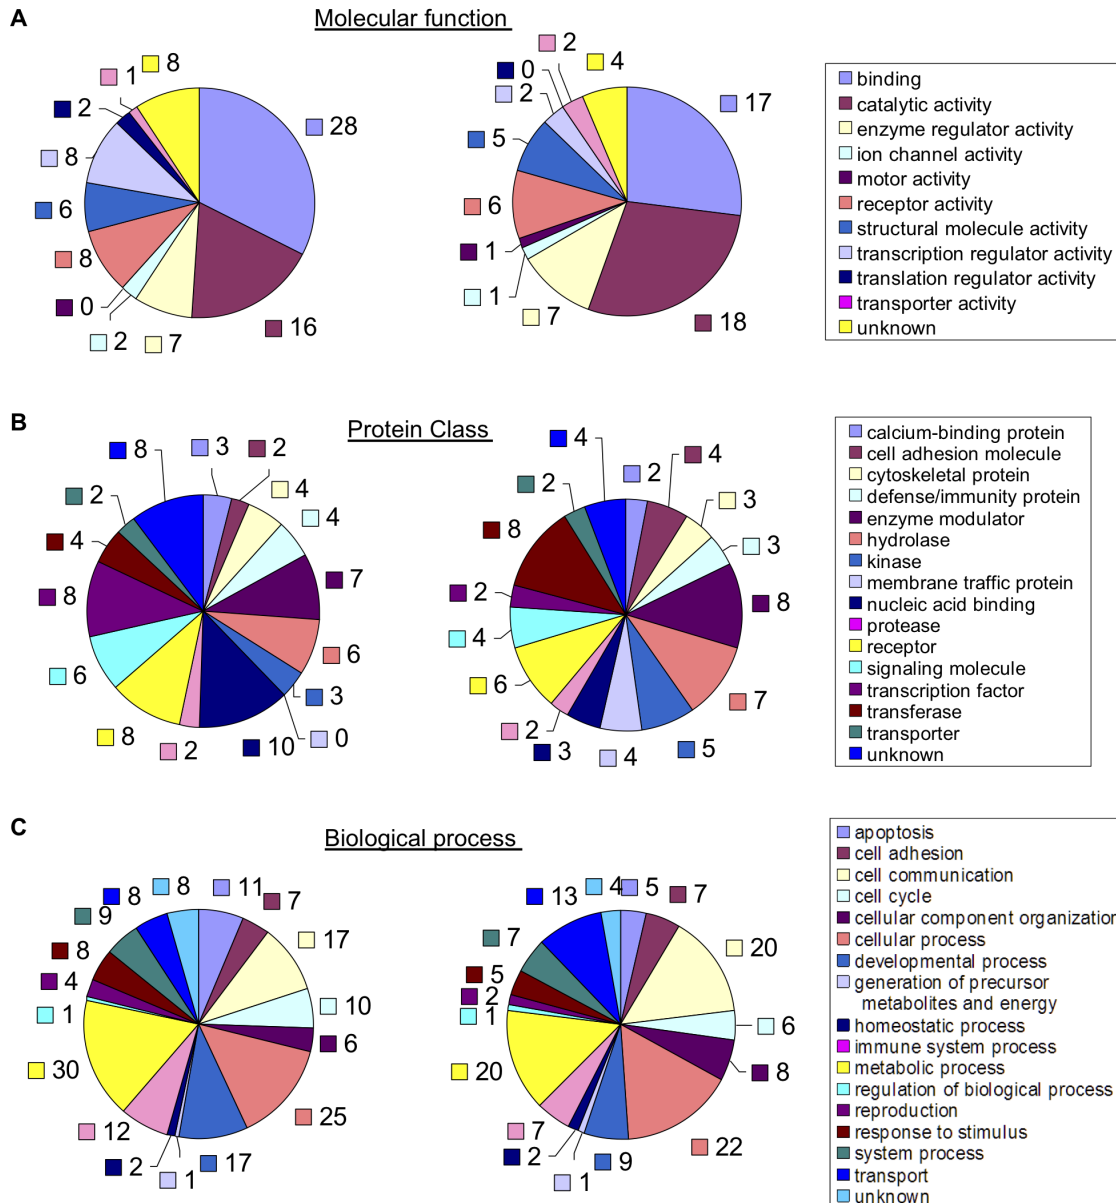 A
Molecular function
8
1
2
8
6
8
0
2
7
16
28
2
0
2
4
5
6
1
1
7
18
17
binding
catalytic activity
enzyme regulator activity
ion channel activity
motor activity
receptor activity
structural molecule activity
transcription regulator activity
translation regulator activity
transporter activity
unknown
B
Protein Class
8
3
2
4
4
7
6
3
0
10
2
8
6
8
4
2
4
2
4
3
3
8
7
5
4
3
2
6
4
2
8
2
calcium-binding protein
cell adhesion molecule
cytoskeletal protein
defense/immunity protein
enzyme modulator
hydrolase
kinase
membrane traffic protein
nucleic acid binding
protease
receptor
signaling molecule
transcription factor
transferase
transporter
unknown
C
Biological process
8
8
11
7
17
10
6
25
17
1
2
12
30
1
4
8
9
13
4
5
7
20
6
8
22
9
1
2
7
20
1
2
5
7
apoptosis
cell adhesion
cell communication
cell cycle
cellular component organization
cellular process
developmental process
generation of precursor
metabolites and energy
homeostatic process
immune system process
metabolic process
regulation of biological process
reproduction
response to stimulus
system process
transport
unknown